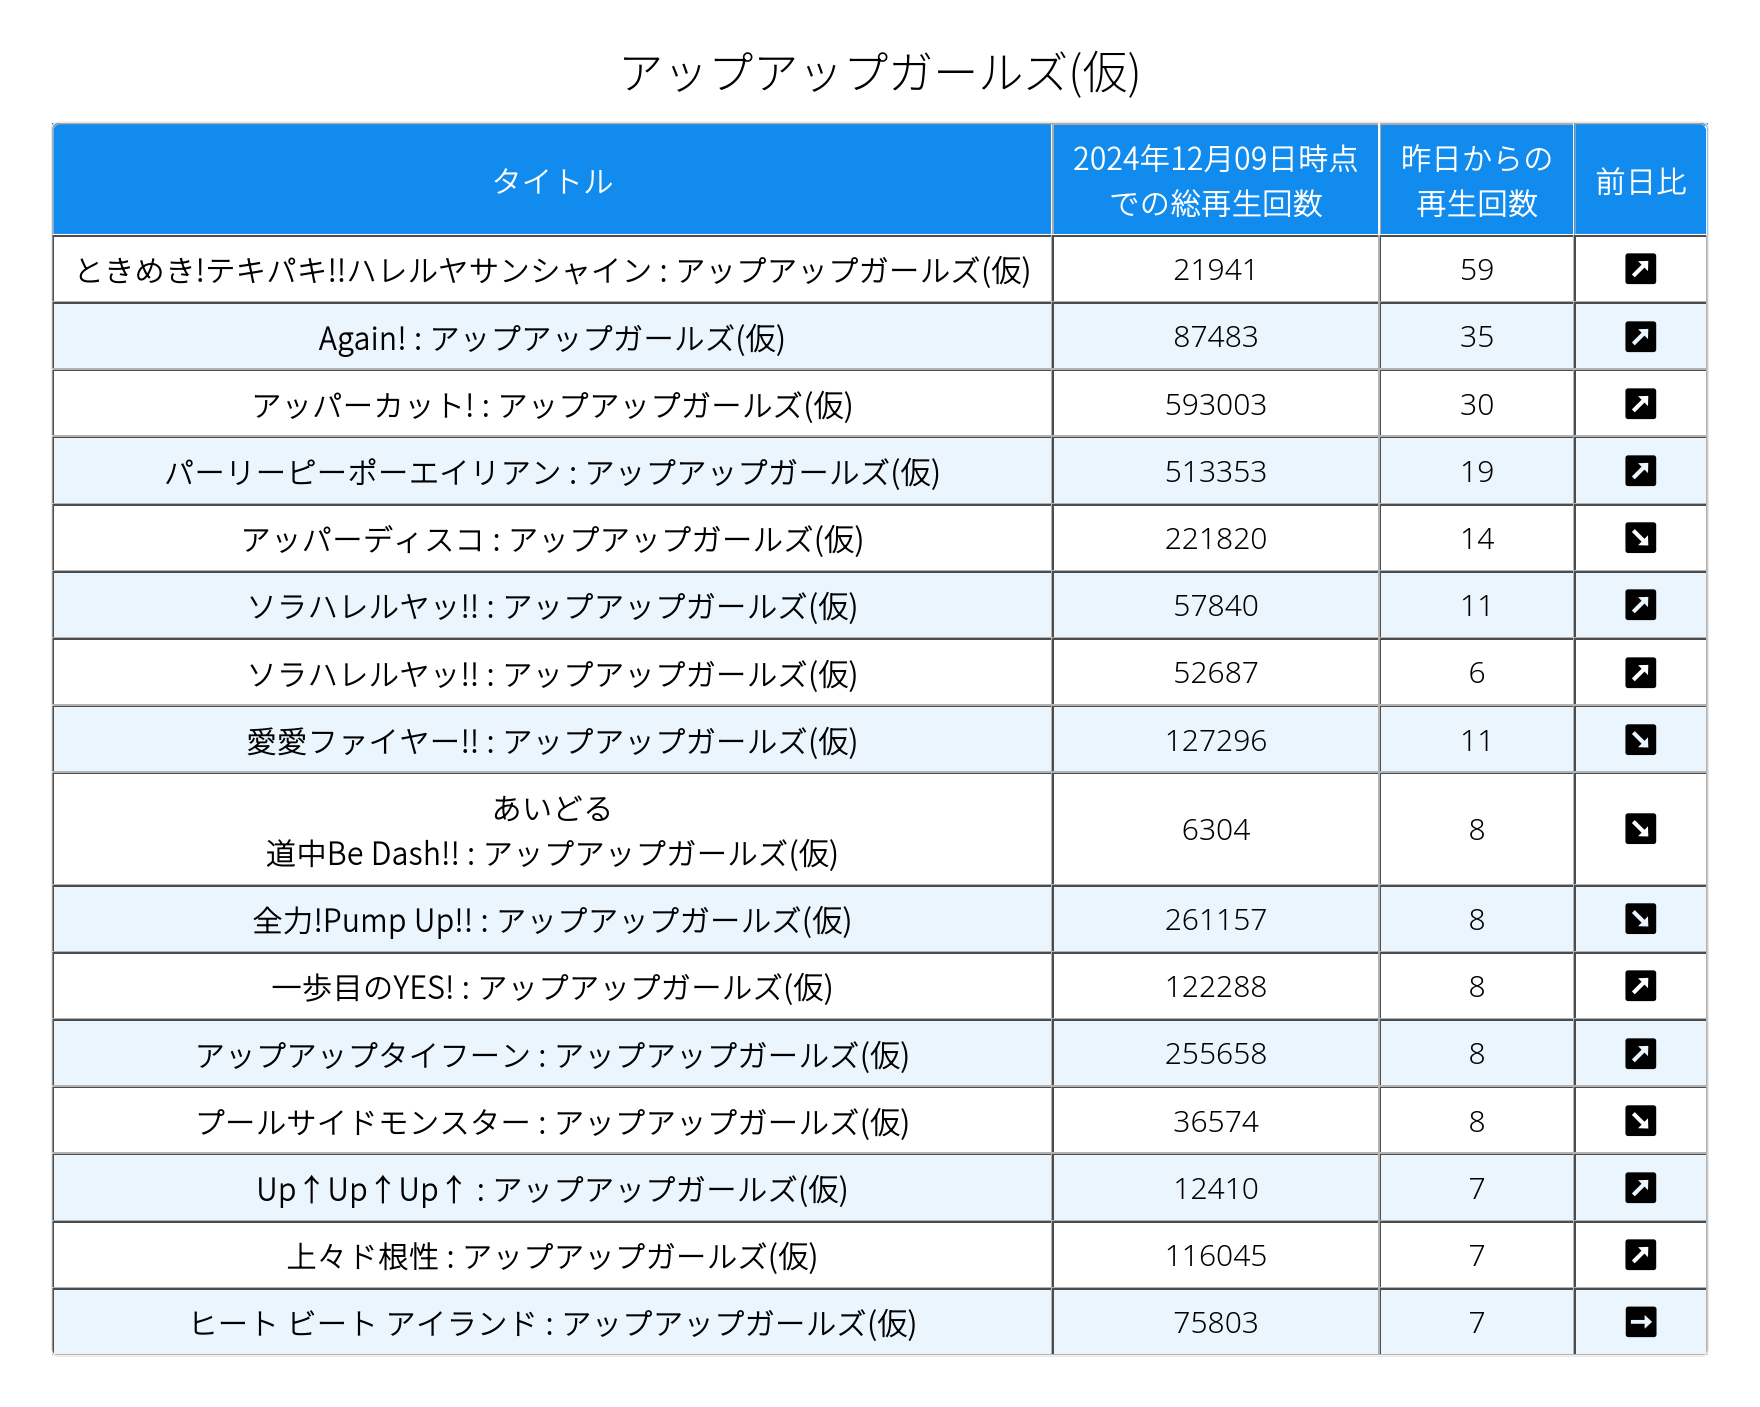 アップアップガールズ(仮)
タイトル
2024年12月09日時点
での総再生回数
昨日からの
再生回数
前日比
ときめき!テキパキ!!ハレルヤサンシャイン : アップアップガールズ(仮) 21941 59 ↗
Again! : アップアップガールズ(仮) 87483 35 ↗
アッパーカット! : アップアップガールズ(仮) 593003 30 ↗
パーリーピーポーエイリアン : アップアップガールズ(仮) 513353 19 ↗
アッパーディスコ : アップアップガールズ(仮) 221820 14 ↘
ソラハレルヤッ!! : アップアップガールズ(仮) 57840 11 ↗
ソラハレルヤッ!! : アップアップガールズ(仮) 52687 6 ↗
愛愛ファイヤー!! : アップアップガールズ(仮) 127296 11 ↘
あいどる
道中Be Dash!! : アップアップガールズ(仮) 6304 8 ↘
全力!Pump Up!! : アップアップガールズ(仮) 261157 8 ↘
一歩目のYES! : アップアップガールズ(仮) 122288 8 ↗
アップアップタイフーン : アップアップガールズ(仮) 255658 8 ↗
プールサイドモンスター : アップアップガールズ(仮) 36574 8 ↘
Up↑Up↑Up↑ : アップアップガールズ(仮) 12410 7 ↗
上々ド根性 : アップアップガールズ(仮) 116045 7 ↗
ヒート ビート アイランド : アップアップガールズ(仮) 75803 7 →